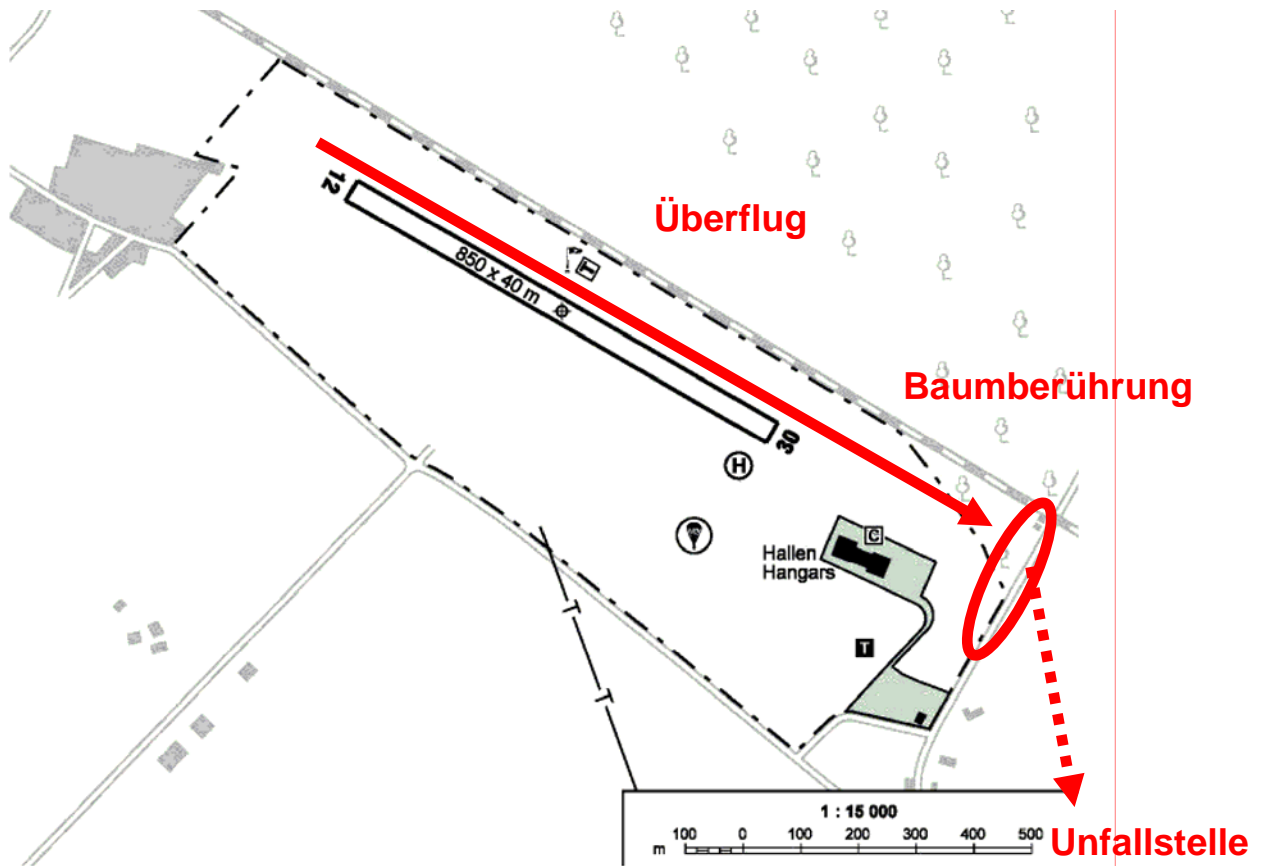 12
Überflug
T
850 x 40 m
Baumberührung
30
H
C
Hallen
Hangars
T
T
T
1 : 15 000
m 100 0 100 200 300 400 500
Unfallstelle